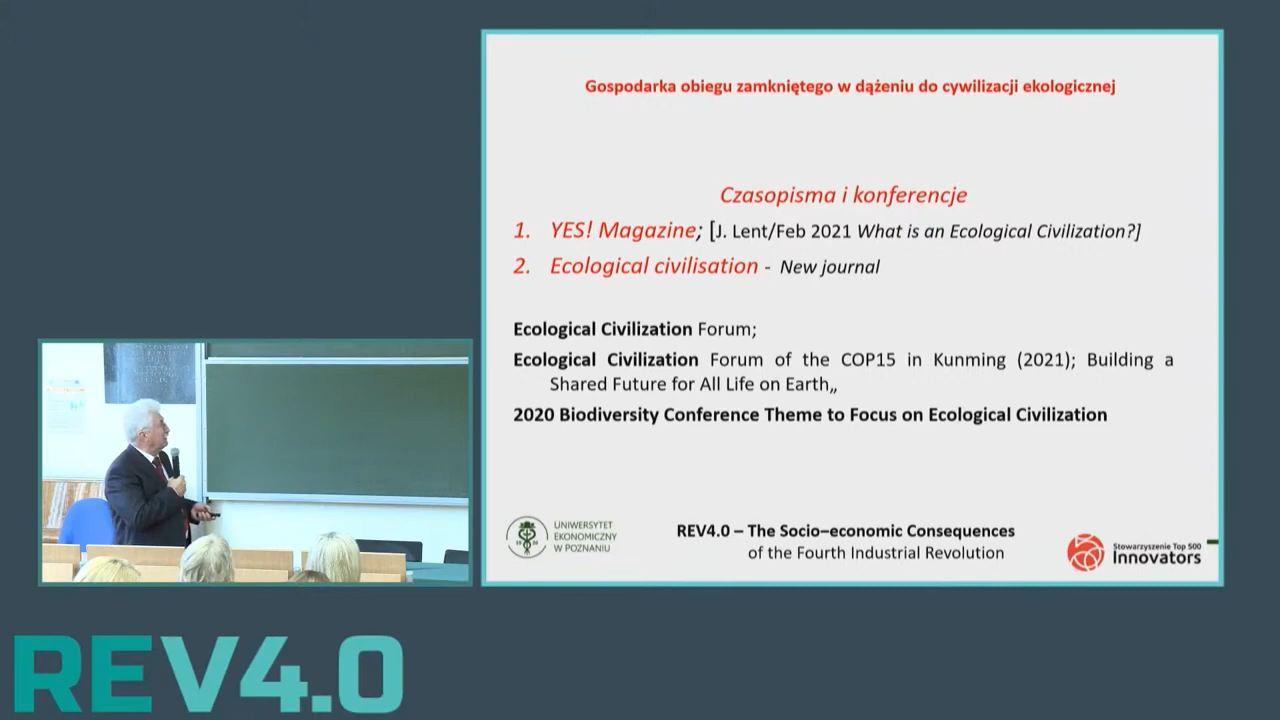 Gospodarka obiegu zamkniętego w dążeniu do cywilizacji ekologicznej
Czasopisma i konferencje
1. YES! Magazine; [J. Lent/Feb 2021 What is an Ecological Civilization?]
2. Ecological civilisation - New journal
Ecological Civilization Forum;
Ecological Civilization Forum of the COP15 in Kunming (2021); Building a
Shared Future for All Life on Earth„
2020 Biodiversity Conference Theme to Focus on Ecological Civilization
UNIWERSYTET
EKONOMICZNY
W POZNANIU
REV4.0 – The Socio–economic Consequences
of the Fourth Industrial Revolution
Stowarzyszenie Top 500
Innovators
REV4.0